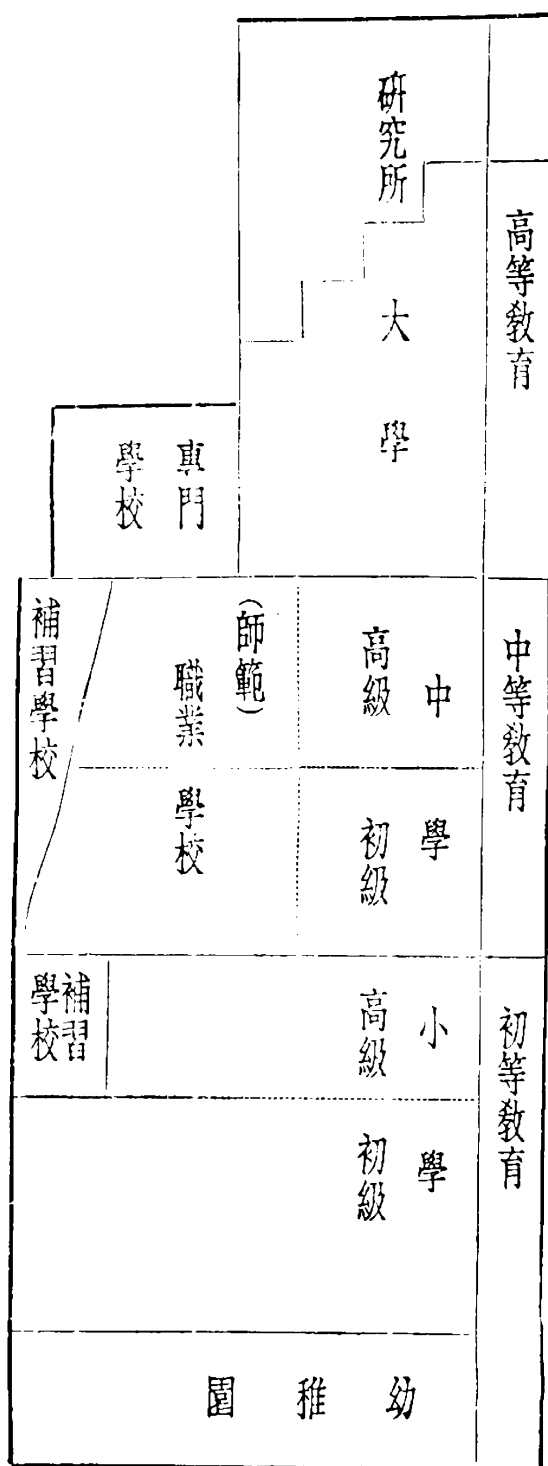 高等教育
研究所
大學
專門
學校
中等教育
中學
高級
初級
(師範)
職業學校
補習學校
初等教育
小學
高級
初級
補習
學校
幼稚園